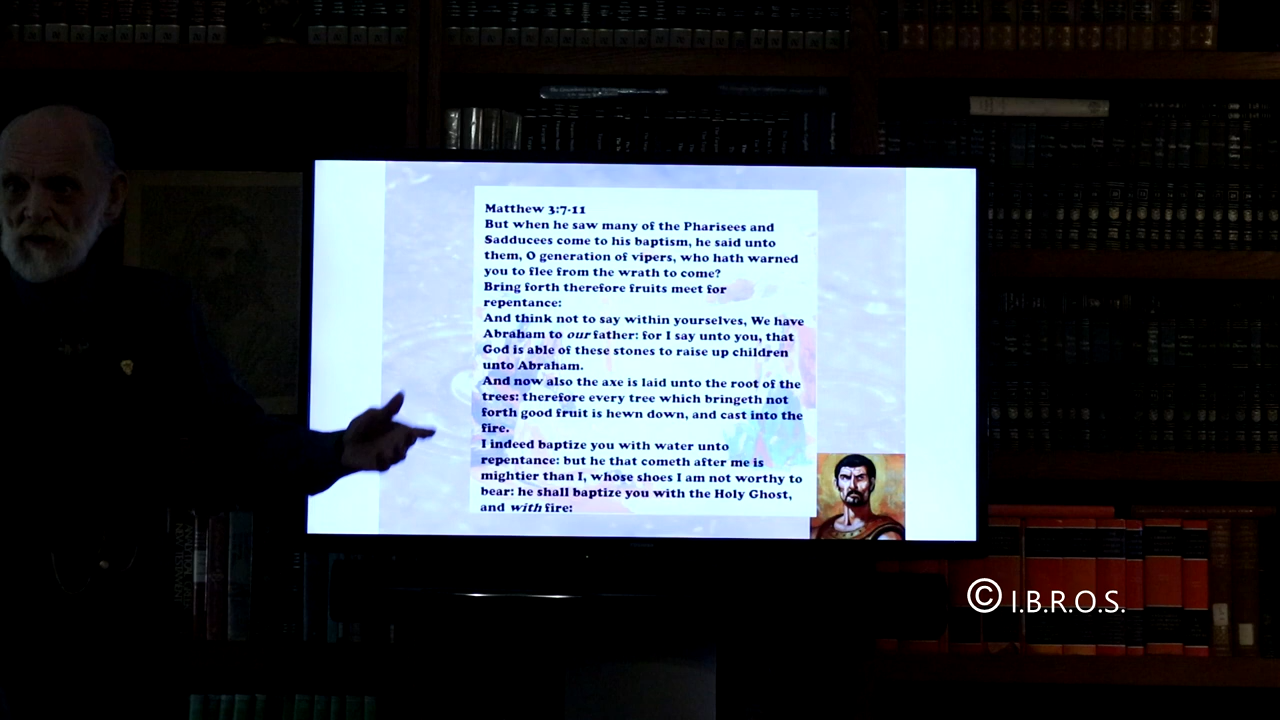 Matthew 3:7-11
But when he saw many of the Pharisees and
Sadducees come to his baptism, he said unto
them, O generation of vipers, who hath warned
you to flee from the wrath to come?
Bring forth therefore fruits meet for
repentance:
And think not to say within yourselves, We have
Abraham to our father: for I say unto you, that
God is able of these stones to raise up children
unto Abraham.
And now also the axe is laid unto the root of the
trees: therefore every tree which bringeth not
forth good fruit is hewn down, and cast into the
fire.
I indeed baptize you with water unto
repentance: but he that cometh after me is
mightier than I, whose shoes I am not worthy to
bear: he shall baptize you with the Holy Ghost,
and with fire:
© I.B.R.O.S.